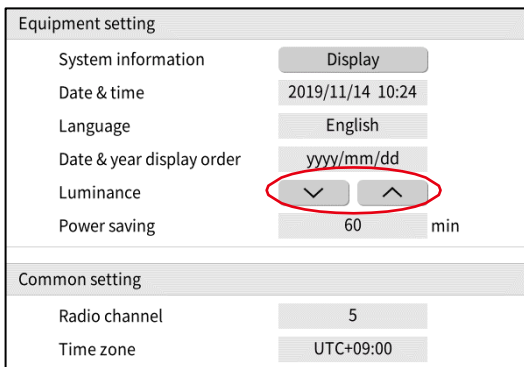 Equipment setting
System information Display
Date & time 2019/11/14 10:24
Language English
Date & year display order yyyy/mm/dd
Luminance
Power saving 60 min
Common setting
Radio channel 5
Time zone UTC+09:00